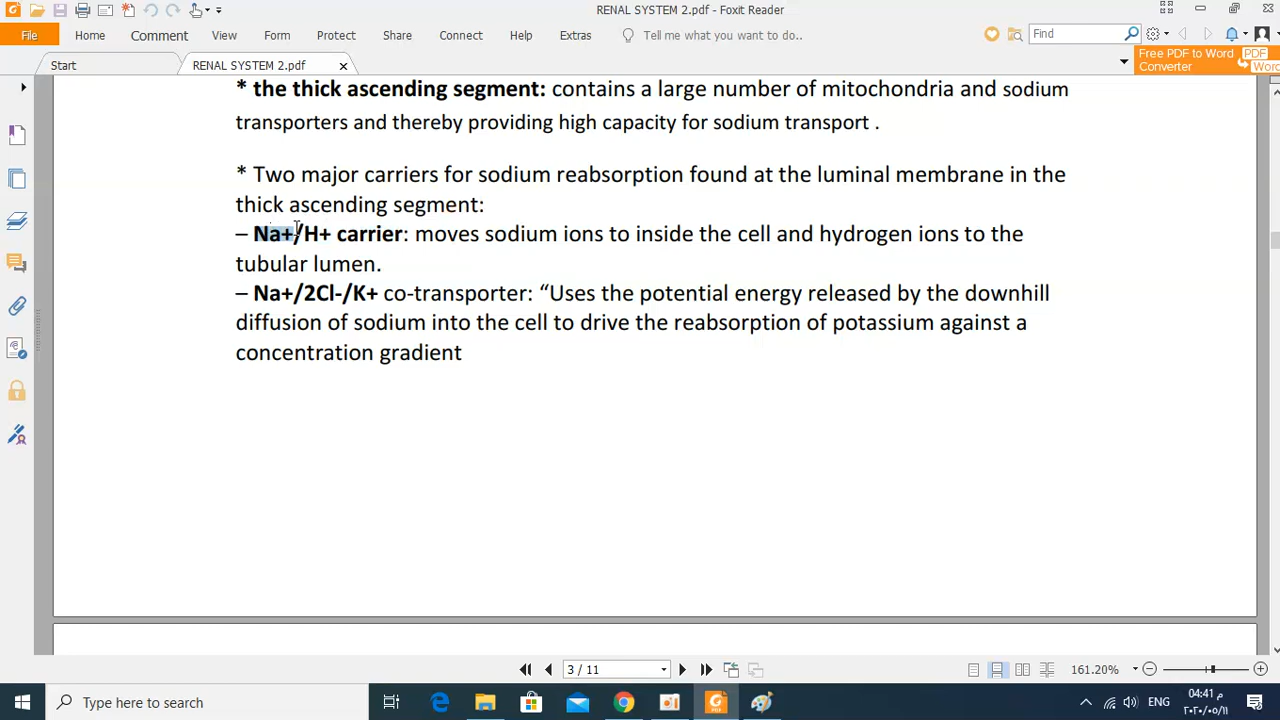 RENAL SYSTEM 2.pdf - Foxit Reader
File Home Comment View Form Protect Share Connect Help Extras Tell me what you want to do.. Find
Start RENAL SYSTEM 2.pdf
Free PDF to Word
Converter
PDF
Word
* the thick ascending segment: contains a large number of mitochondria and sodium
transporters and thereby providing high capacity for sodium transport .
* Two major carriers for sodium reabsorption found at the luminal membrane in the
thick ascending segment:
– Na+/H+ carrier: moves sodium ions to inside the cell and hydrogen ions to the
tubular lumen.
– Na+/2Cl-/K+ co-transporter: “Uses the potential energy released by the downhill
diffusion of sodium into the cell to drive the reabsorption of potassium against a
concentration gradient
3 / 11
161.20%
Type here to search
ENG
04:41 م
٢٠٢٠/٠٥/١١